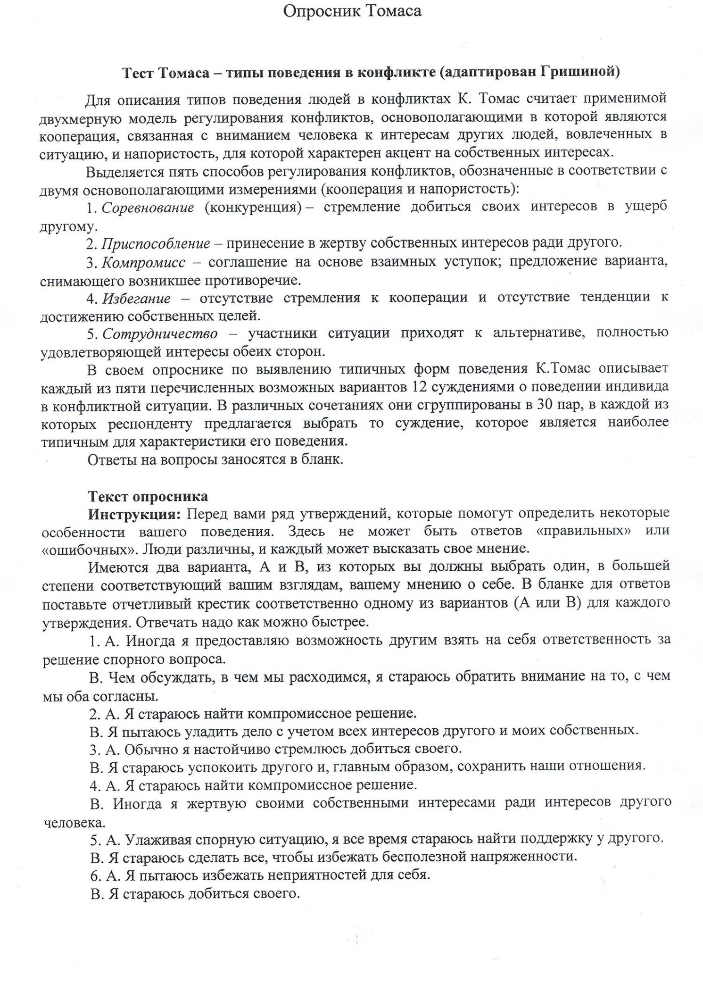 Опросник Томаса
Тест Томаса – типы поведения в конфликте (адаптирован Гришиной)
Для описания типов поведения людей в конфликтах К. Томас считает применимой
двухмерную модель регулирования конфликтов, основополагающими в которой являются
кооперация, связанная с вниманием человека к интересам других людей, вовлеченных в
ситуацию, и напористость, для которой характерен акцент на собственных интересах.
Выделяется пять способов регулирования конфликтов, обозначенные в соответствии с
двумя основополагающими измерениями (кооперация и напористость):
1. Соревнование (конкуренция) – стремление добиться своих интересов в ущерб
другому.
2. Приспособление – принесение в жертву собственных интересов ради другого.
3. Компромисс – соглашение на основе взаимных уступок; предложение варианта,
снимающего возникшее противоречие.
4. Избегание – отсутствие стремления к кооперации и отсутствие тенденции к
достижению собственных целей.
5. Сотрудничество – участники ситуации приходят к альтернативе, полностью
удовлетворяющей интересы обеих сторон.
В своем опроснике по выявлению типичных форм поведения К.Томас описывает
каждый из пяти перечисленных возможных вариантов 12 суждениями о поведении индивида
в конфликтной ситуации. В различных сочетаниях они сгруппированы в 30 пар, в каждой из
которых респонденту предлагается выбрать то суждение, которое является наиболее
типичным для характеристики его поведения.
Ответы на вопросы заносятся в бланк.
Текст опросника
Инструкция: Перед вами ряд утверждений, которые помогут определить некоторые
особенности вашего поведения. Здесь не может быть ответов «правильных» или
«ошибочных». Люди различны, и каждый может высказать свое мнение.
Имеются два варианта, А и В, из которых вы должны выбрать один, в большей
степени соответствующий вашим взглядам, вашему мнению о себе. В бланке для ответов
поставьте отчетливый крестик соответственно одному из вариантов (А или В) для каждого
утверждения. Отвечать надо как можно быстрее.
1. А. Иногда я предоставляю возможность другим взять на себя ответственность за
решение спорного вопроса.
В. Чем обсуждать, в чем мы расходимся, я стараюсь обратить внимание на то, с чем
мы оба согласны.
2. А. Я стараюсь найти компромиссное решение.
В. Я пытаюсь уладить дело с учетом всех интересов другого и моих собственных.
3. А. Обычно я настойчиво стремлюсь добиться своего.
В. Я стараюсь успокоить другого и, главным образом, сохранить наши отношения.
4. А. Я стараюсь найти компромиссное решение.
В. Иногда я жертвую своими собственными интересами ради интересов другого
человека.
5. А. Улаживая спорную ситуацию, я все время стараюсь найти поддержку у другого.
В. Я стараюсь сделать все, чтобы избежать бесполезной напряженности.
6. А. Я пытаюсь избежать неприятностей для себя.
В. Я стараюсь добиться своего.